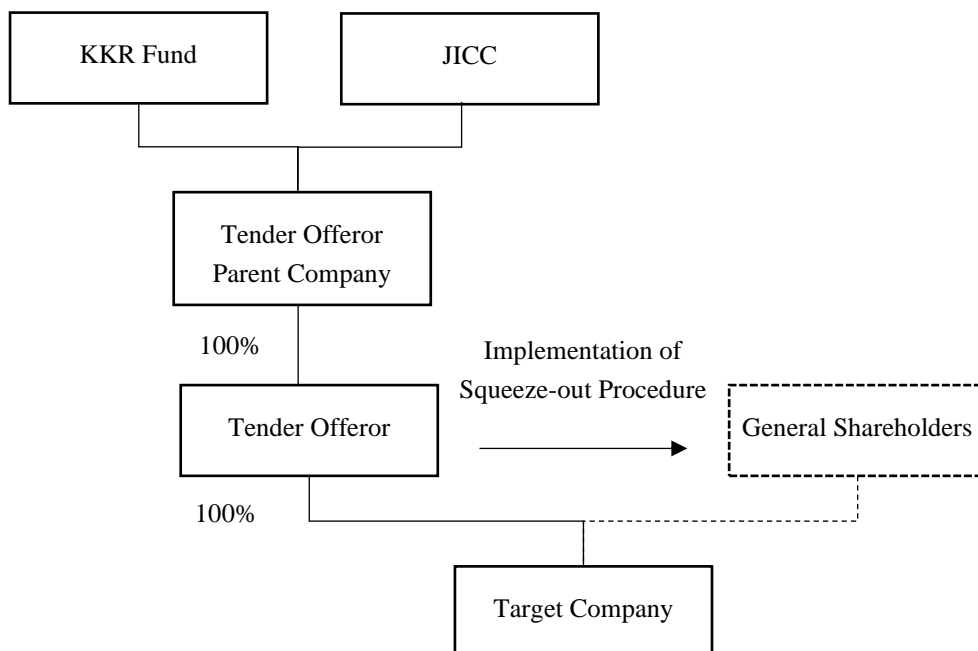 KKR Fund
JICC
Tender Offeror
Parent Company
100%
Implementation of
Squeeze-out Procedure
Tender Offeror
General Shareholders
100%
Target Company